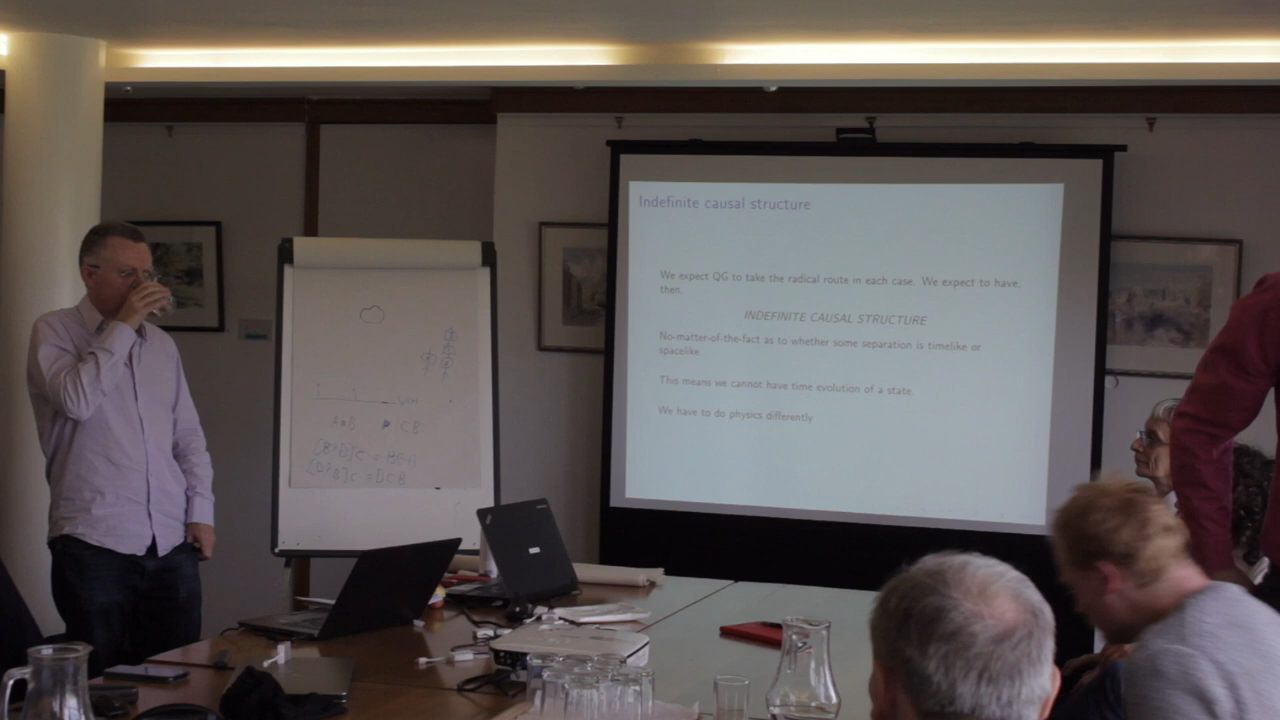 Indefinite causal structure
We expect QG to take the radical route in each case. We expect to have,
then.
INDEFINITE CAUSAL STRUCTURE
No-matter-of-the-fact as to whether some separation is timelike or
spacelike.
This means we cannot have time evolution of a state.
We have to do physics differently
A B CB